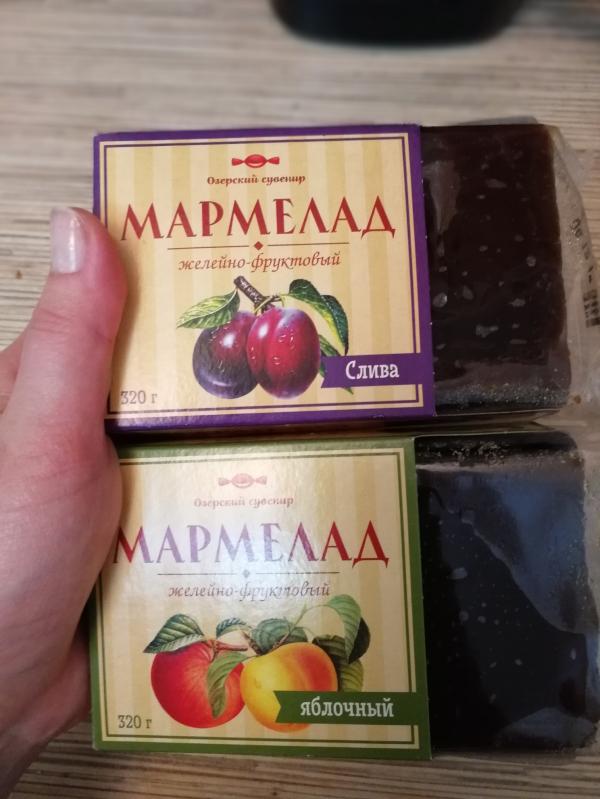 Озерский сувенир
МАРМЕЛАД
желейно-фруктовый
Слива
320 г
Озерский сувенир
МАРМЕЛАД
желейно-фруктовый
яблочный
320 г